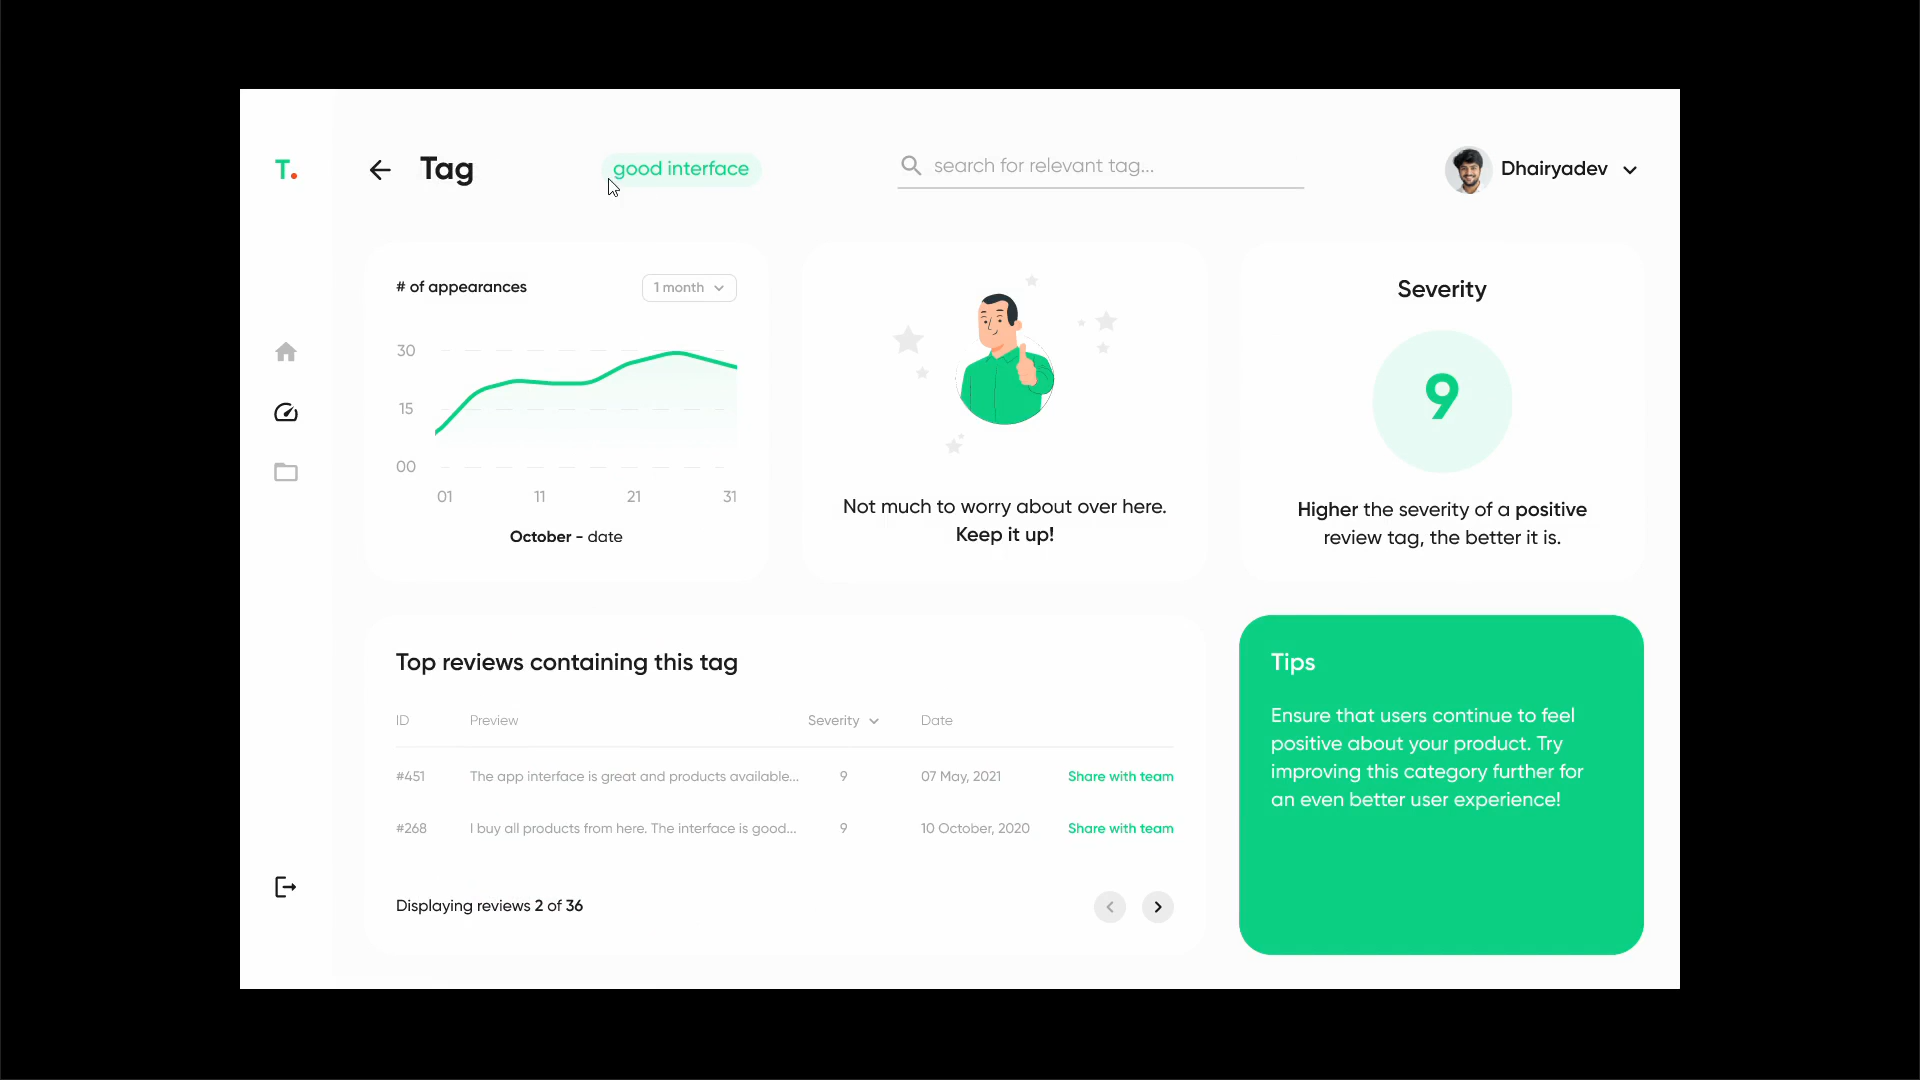 T.
Tag
good interface
search for relevant tag...
Dhairyadev
# of appearances
1 month
30
15
00
01 11 21 31
October - date
Not much to worry about over here.
Keep it up!
Severity
9
Higher the severity of a positive
review tag, the better it is.
Top reviews containing this tag
ID Preview Severity Date
#451 The app interface is great and products available... 9 07 May, 2021 Share with team
#268 I buy all products from here. The interface is good... 9 10 October, 2020 Share with team
Displaying reviews 2 of 36
Tips
Ensure that users continue to feel
positive about your product. Try
improving this category further for
an even better user experience!